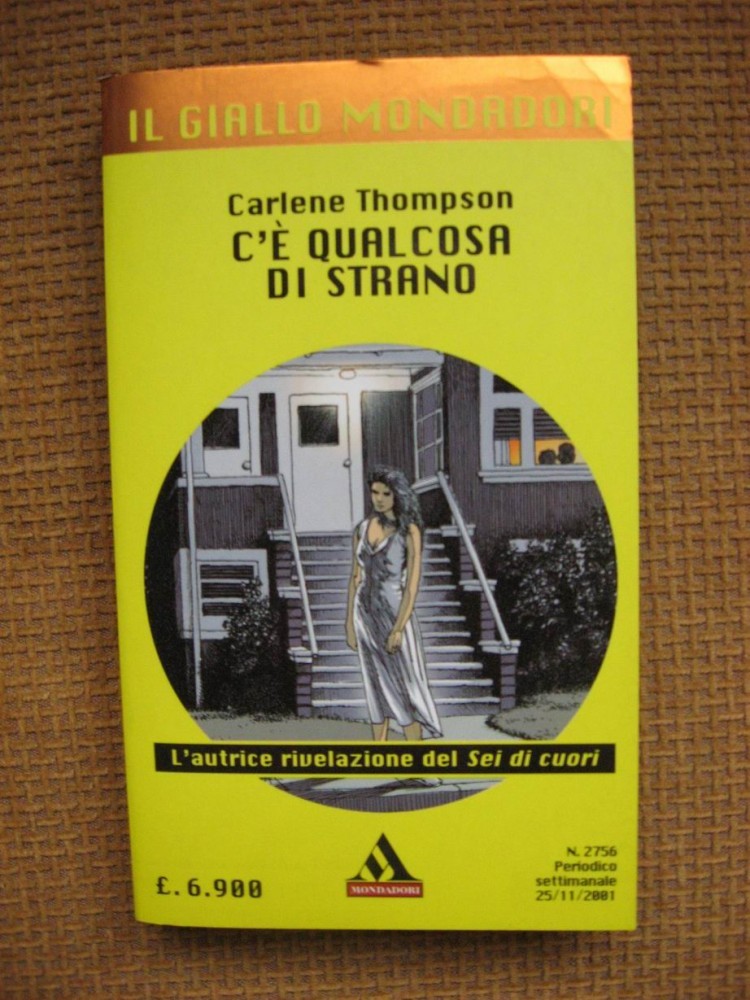 IL GIALLO MONDADORI
Carlene Thompson
C'È QUALCOSA
DI STRANO
L'autrice rivelazione del Sei di cuori
MONDADORI
£. 6.900
N. 2756
Periodico
settimanale
25/11/2001